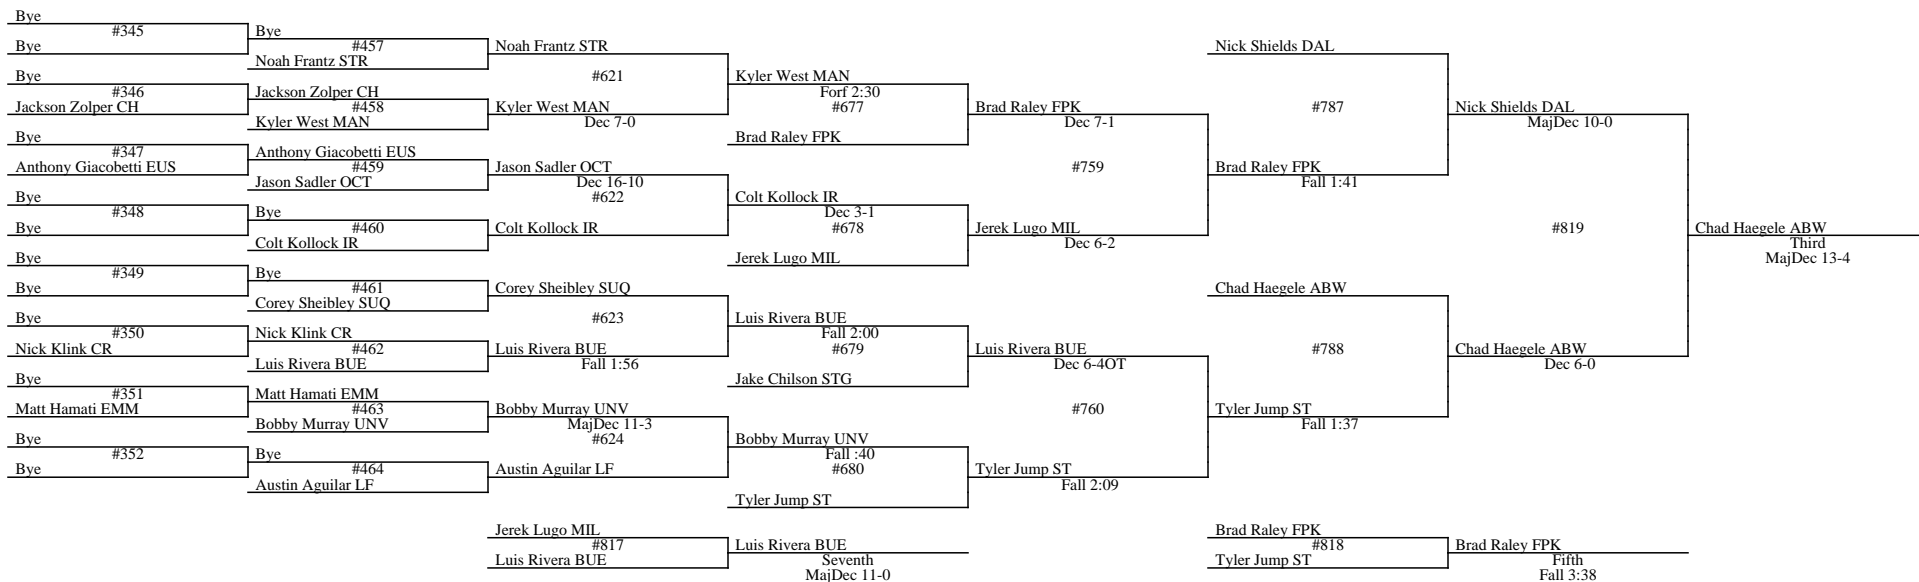 Bye
#345
Bye
Bye
#346
Jackson Zolper CH
Bye
#347
Anthony Giacobetti EUS
Bye
#348
Bye
Bye
#349
Bye
Bye
#350
Nick Klink CR
Bye
#351
Matt Hamati EMM
Bye
#352
Bye
Bye
#457
Noah Frantz STR
Jackson Zolper CH
#458
Kyler West MAN
Anthony Giacobetti EUS
#459
Jason Sadler OCT
Bye
#460
Colt Kollock IR
Bye
#461
Corey Sheibley SUQ
Nick Klink CR
#462
Luis Rivera BUE
Matt Hamati EMM
#463
Bobby Murray UNV
Bye
#464
Austin Aguilar LF
Noah Frantz STR
#621
Kyler West MAN
Dec 7-0
Jason Sadler OCT
Dec 16-10
#622
Colt Kollock IR
Corey Sheibley SUQ
#623
Luis Rivera BUE
Fall 1:56
Bobby Murray UNV
MajDec 11-3
#624
Austin Aguilar LF
Kyler West MAN
Forf 2:30
#677
Brad Raley FPK
Colt Kollock IR
Dec 3-1
#678
Jerek Lugo MIL
Luis Rivera BUE
Fall 2:00
#679
Jake Chilson STG
Bobby Murray UNV
Fall :40
#680
Tyler Jump ST
Brad Raley FPK
Dec 7-1
#759
Jerek Lugo MIL
Dec 6-2
Luis Rivera BUE
Dec 6-4OT
#760
Tyler Jump ST
Fall 2:09
Nick Shields DAL
#787
Brad Raley FPK
Fall 1:41
Chad Haegele ABW
#788
Tyler Jump ST
Fall 1:37
Nick Shields DAL
MajDec 10-0
#819
Chad Haegele ABW
Dec 6-0
Chad Haegele ABW
Third
MajDec 13-4
Jerek Lugo MIL
#817
Luis Rivera BUE
Luis Rivera BUE
Seventh
MajDec 11-0
Brad Raley FPK
#818
Tyler Jump ST
Brad Raley FPK
Fifth
Fall 3:38